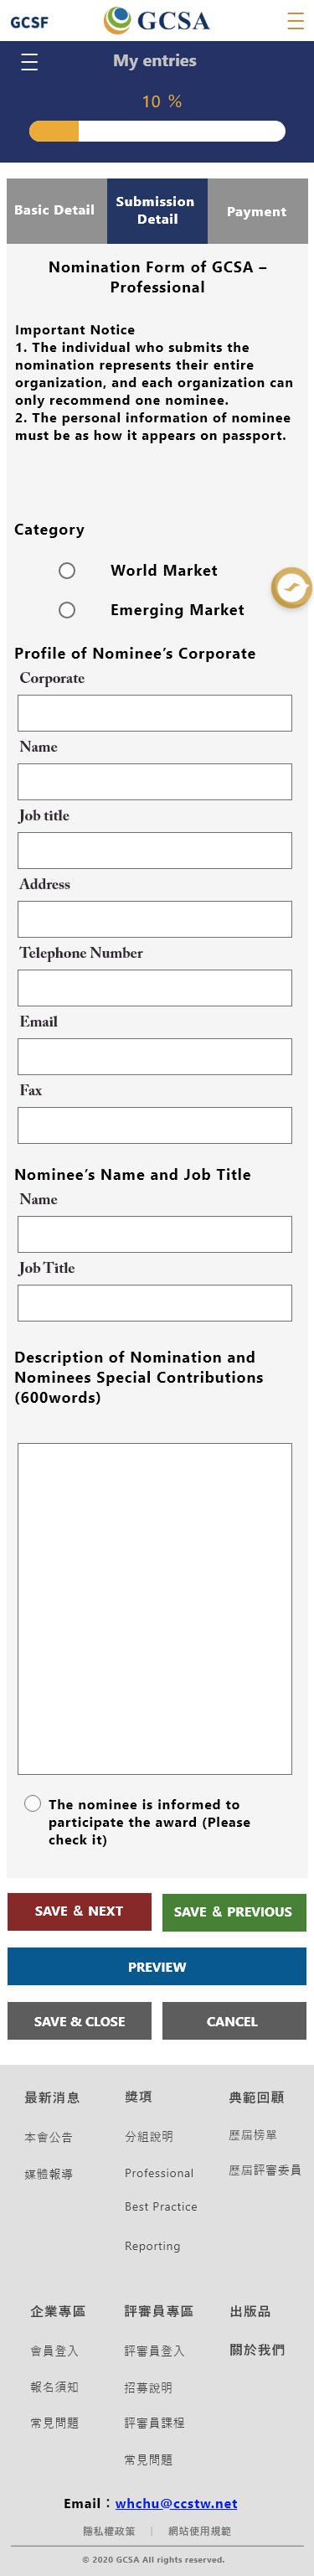 GCSF
GCSA
My entries
10 %
Basic Detail
Submission
Detail
Payment
Nomination Form of GCSA –
Professional
Important Notice
1. The individual who submits the
nomination represents their entire
organization, and each organization can
only recommend one nominee.
2. The personal information of nominee
must be as how it appears on passport.
Category
World Market
Emerging Market
Profile of Nominee’s Corporate
Corporate
Name
Job title
Address
Telephone Number
Email
Fax
Nominee’s Name and Job Title
Name
Job Title
Description of Nomination and
Nominees Special Contributions
(600words)
The nominee is informed to
participate the award (Please
check it)
SAVE & NEXT
SAVE & PREVIOUS
PREVIEW
SAVE & CLOSE
CANCEL
最新消息
本會公告
媒體報導
獎項
分組說明
Professional
Best Practice
Reporting
典範回顧
歷屆榜單
歷屆評審委員
企業專區
會員登入
報名須知
常見問題
評審員專區
評審員登入
招募說明
評審員課程
常見問題
出版品
關於我們
Email：whchu@ccstw.net
隱私權政策 | 網站使用規範
© 2020 GCSA All rights reserved.